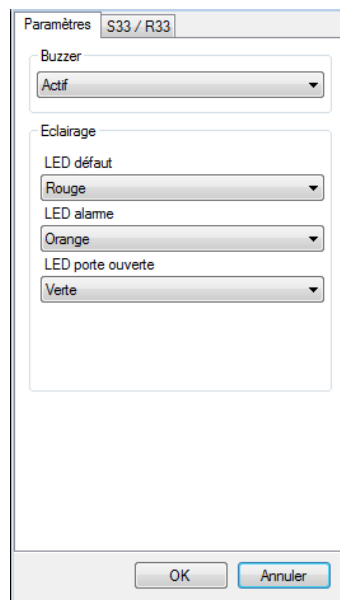 Paramètres S33 / R33
Buzzer
Actif
Eclairage
LED défaut
Rouge
LED alarme
Orange
LED porte ouverte
Verte
OK Annuler